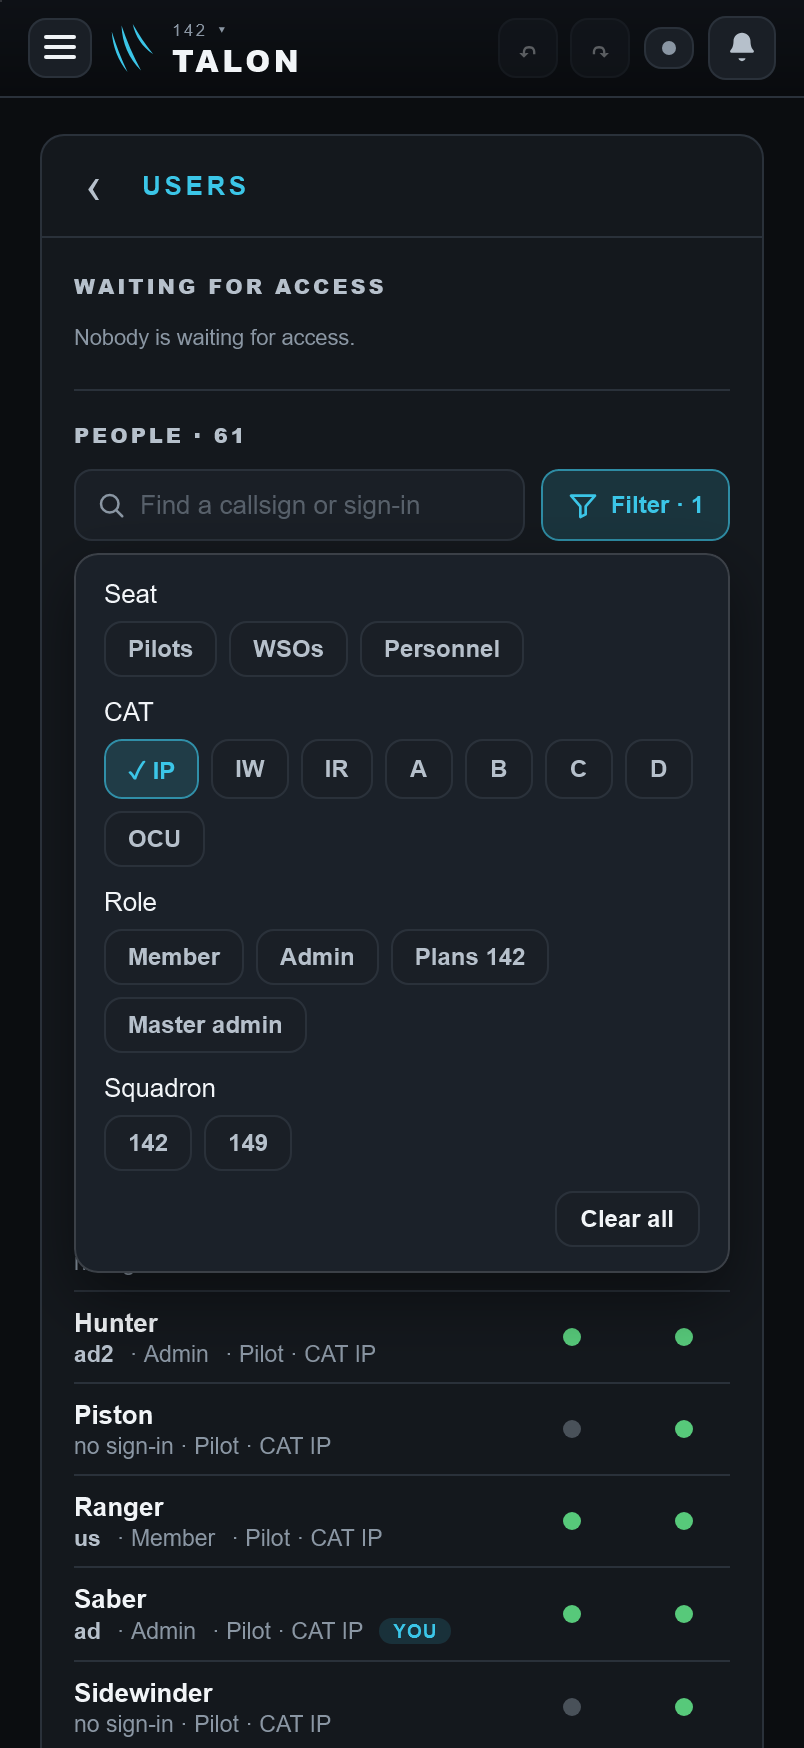 142 ▾
TALON
USERS
WAITING FOR ACCESS
Nobody is waiting for access.
PEOPLE · 61
Find a callsign or sign-in
Filter · 1
Seat
Pilots WSOs Personnel
CAT
✓ IP IW IR A B C D
OCU
Role
Member Admin Plans 142
Master admin
Squadron
142 149
Clear all
Hunter
ad2 · Admin · Pilot · CAT IP
Piston
no sign-in · Pilot · CAT IP
Ranger
us · Member · Pilot · CAT IP
Saber
ad · Admin · Pilot · CAT IP YOU
Sidewinder
no sign-in · Pilot · CAT IP